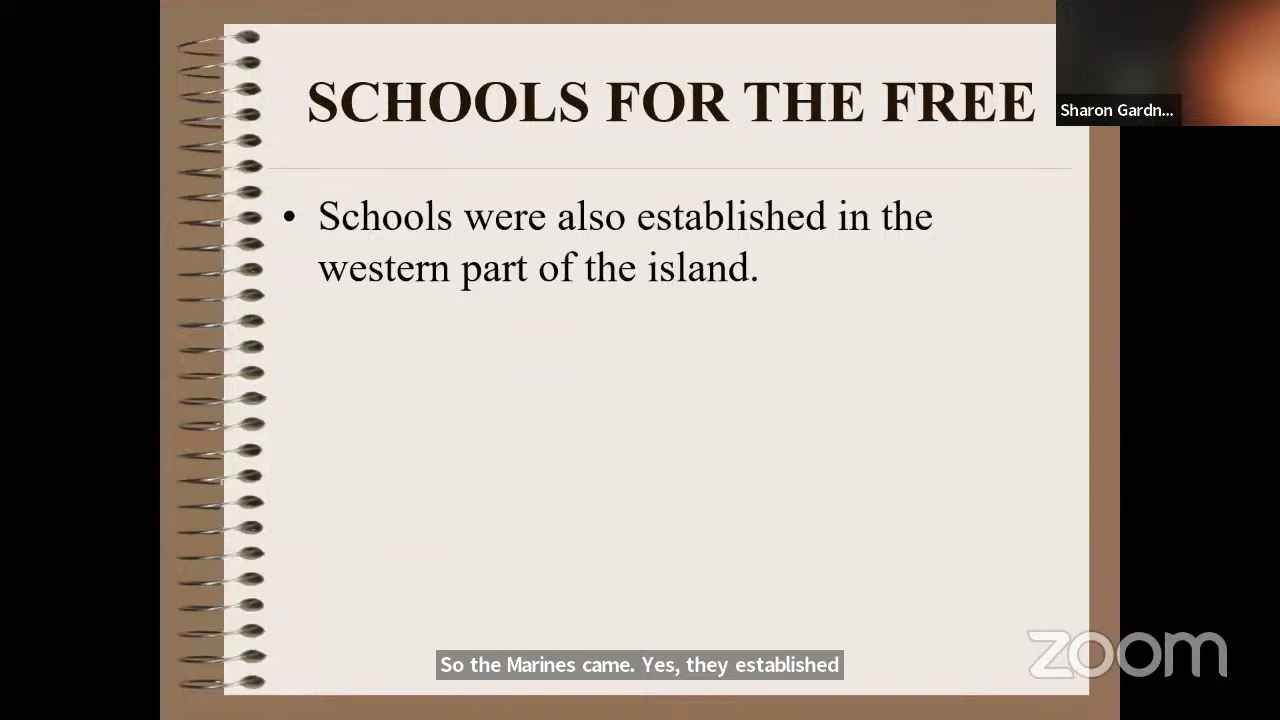 SCHOOLS FOR THE FREE
Sharon Gardn...
• Schools were also established in the
western part of the island.
So the Marines came. Yes, they established
zoom